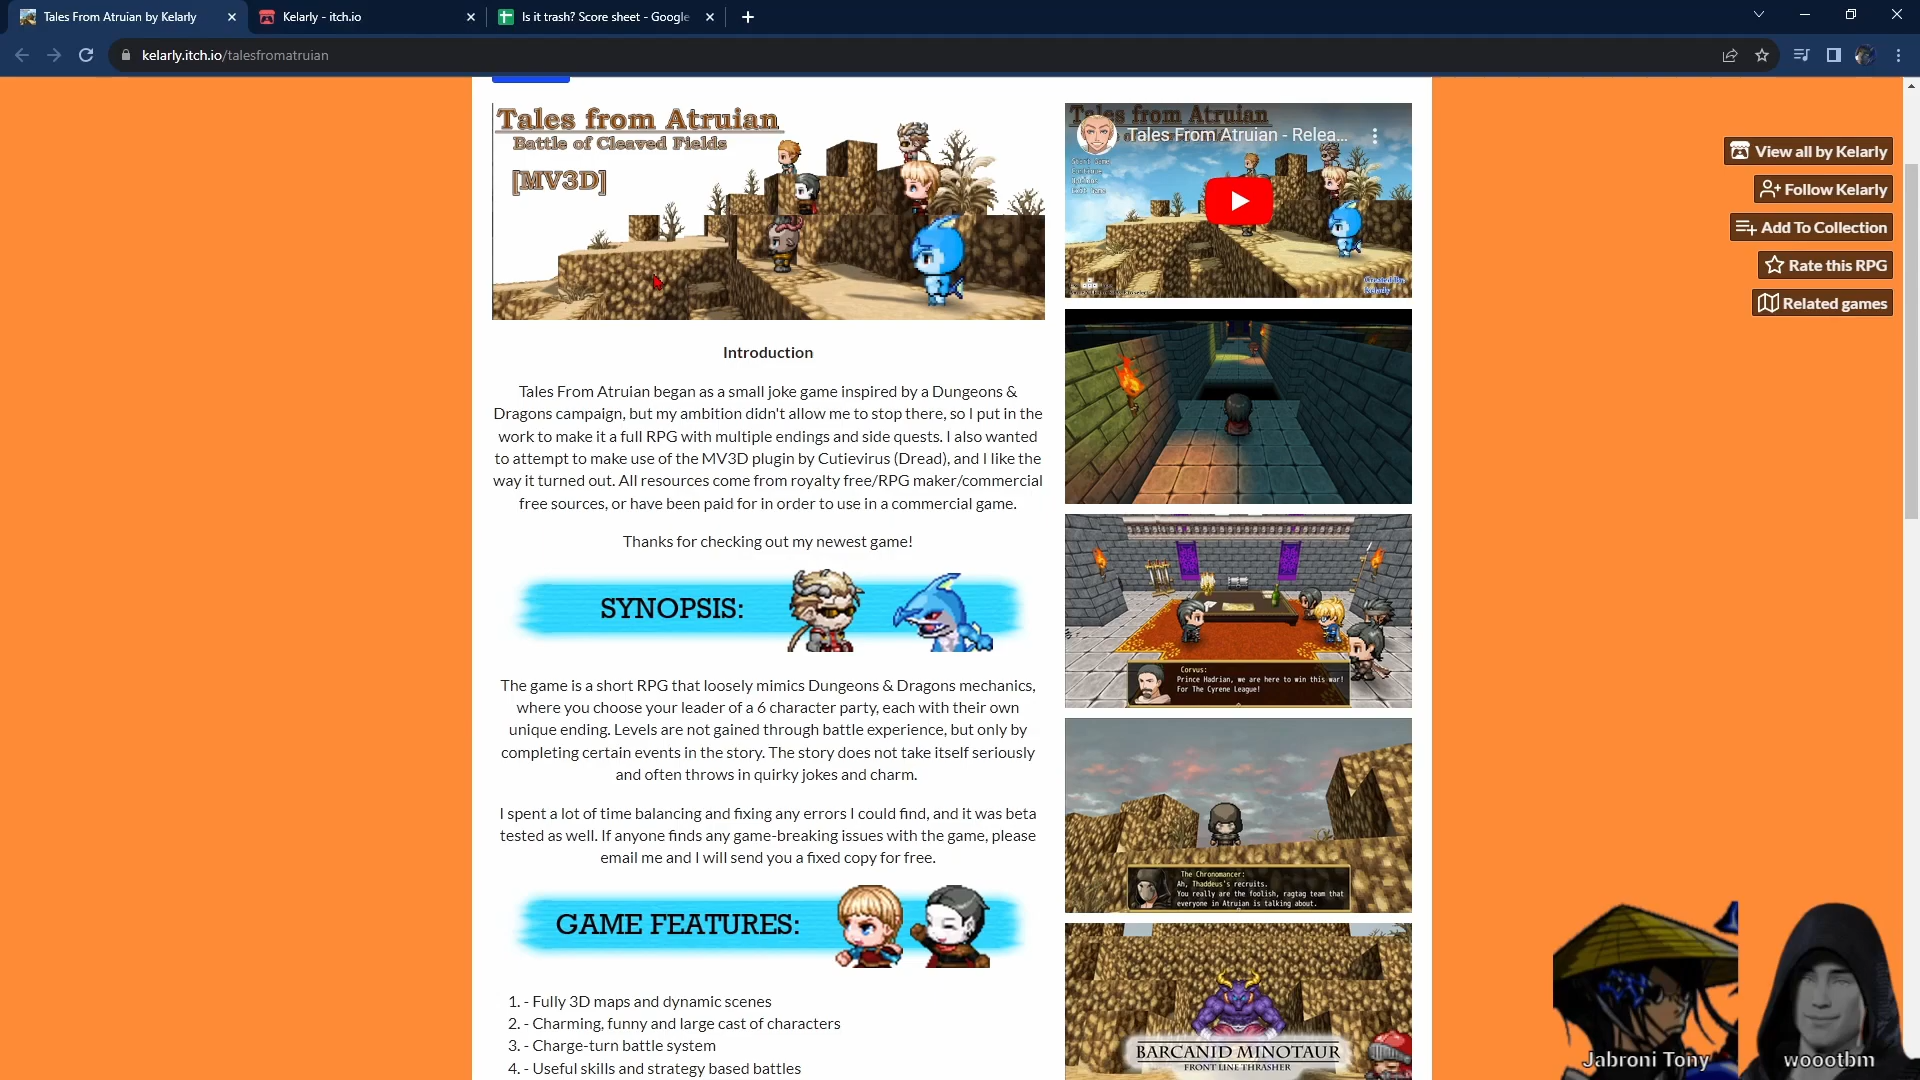 Tales From Atruian by Kelarly
Kelarly - itch.io
Is it trash? Score sheet - Google
kelarly.itch.io/talesfromatruian
Tales from Atruian
Battle of Cleaved Fields
[MV3D]
Introduction
Tales From Atruian began as a small joke game inspired by a Dungeons &
Dragons campaign, but my ambition didn't allow me to stop there, so I put in the
work to make it a full RPG with multiple endings and side quests. I also wanted
to attempt to make use of the MV3D plugin by Cutievirus (Dread), and I like the
way it turned out. All resources come from royalty free/RPG maker/commercial
free sources, or have been paid for in order to use in a commercial game.
Thanks for checking out my newest game!
SYNOPSIS:
The game is a short RPG that loosely mimics Dungeons & Dragons mechanics,
where you choose your leader of a 6 character party, each with their own
unique ending. Levels are not gained through battle experience, but only by
completing certain events in the story. The story does not take itself seriously
and often throws in quirky jokes and charm.
I spent a lot of time balancing and fixing any errors I could find, and it was beta
tested as well. If anyone finds any game-breaking issues with the game, please
email me and I will send you a fixed copy for free.
GAME FEATURES:
1. - Fully 3D maps and dynamic scenes
2. - Charming, funny and large cast of characters
3. - Charge-turn battle system
4. - Useful skills and strategy based battles
Tales from Atruian
Tales From Atruian - Relea...
Created By:
Kelarly
Corvus:
Prince Hadrian, we are here to win this war!
For The Cyrene League!
The Chronomancer:
Ah, Thaddeus's recruits.
You really are the foolish, ragtag team that
everyone in Atruian is talking about.
BARCANID MINOTAUR
FRONT LINE THRASHER
View all by Kelarly
Follow Kelarly
Add To Collection
Rate this RPG
Related games
Jabroni Tony
woootbm